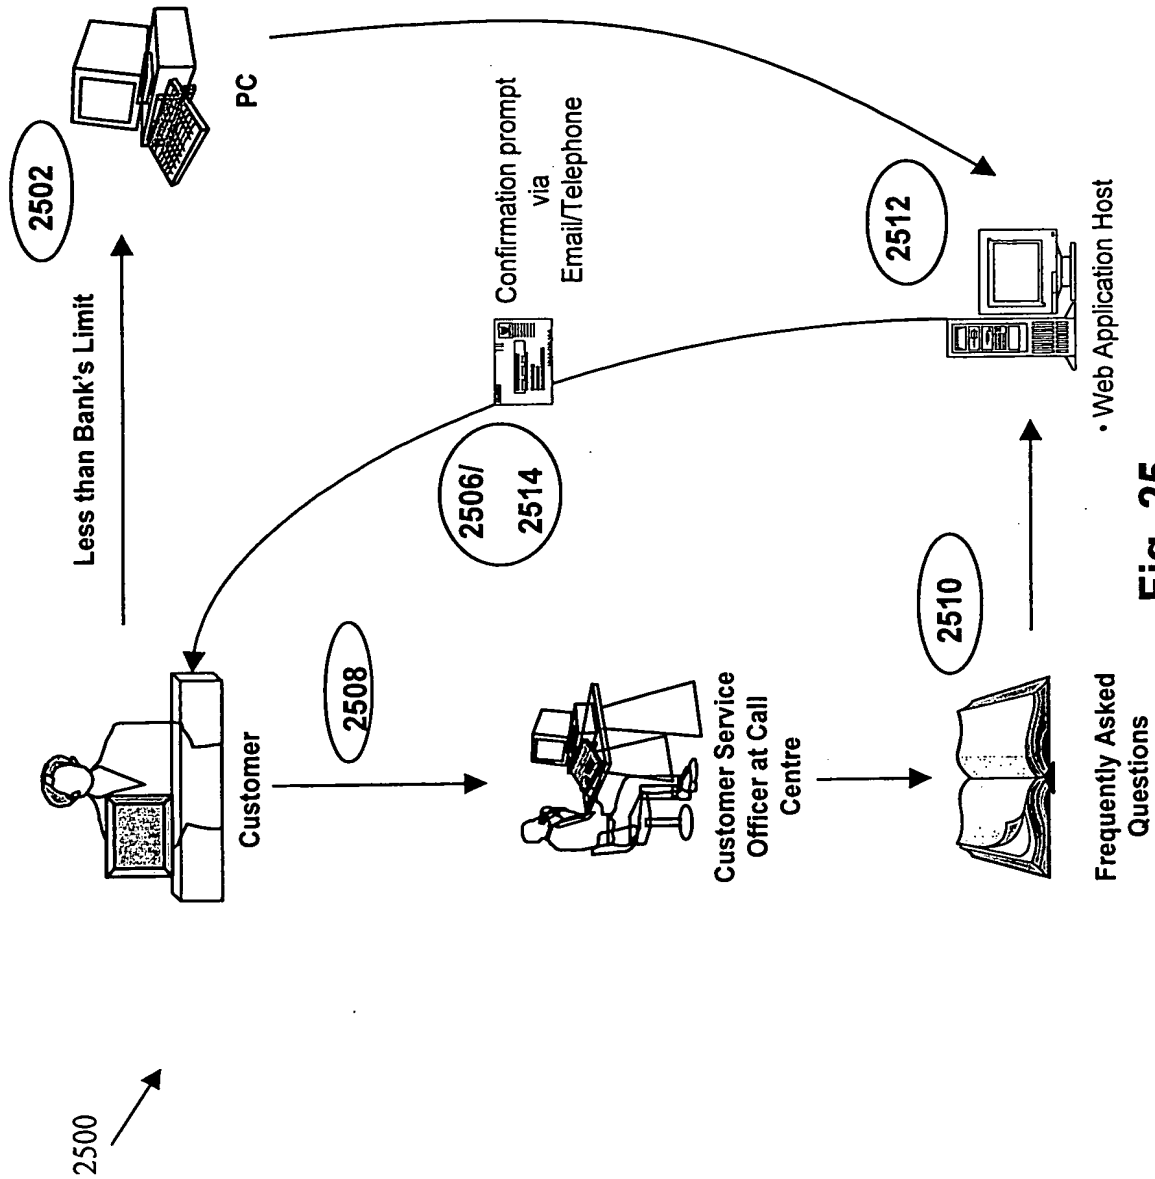 2500
Customer
Less than Bank's Limit
2502
PC
2508
2506/
2514
Confirmation prompt
via
Email/Telephone
Customer Service
Officer at Call
Centre
Frequently Asked
Questions
2510
2512
• Web Application Host
Fig. 25